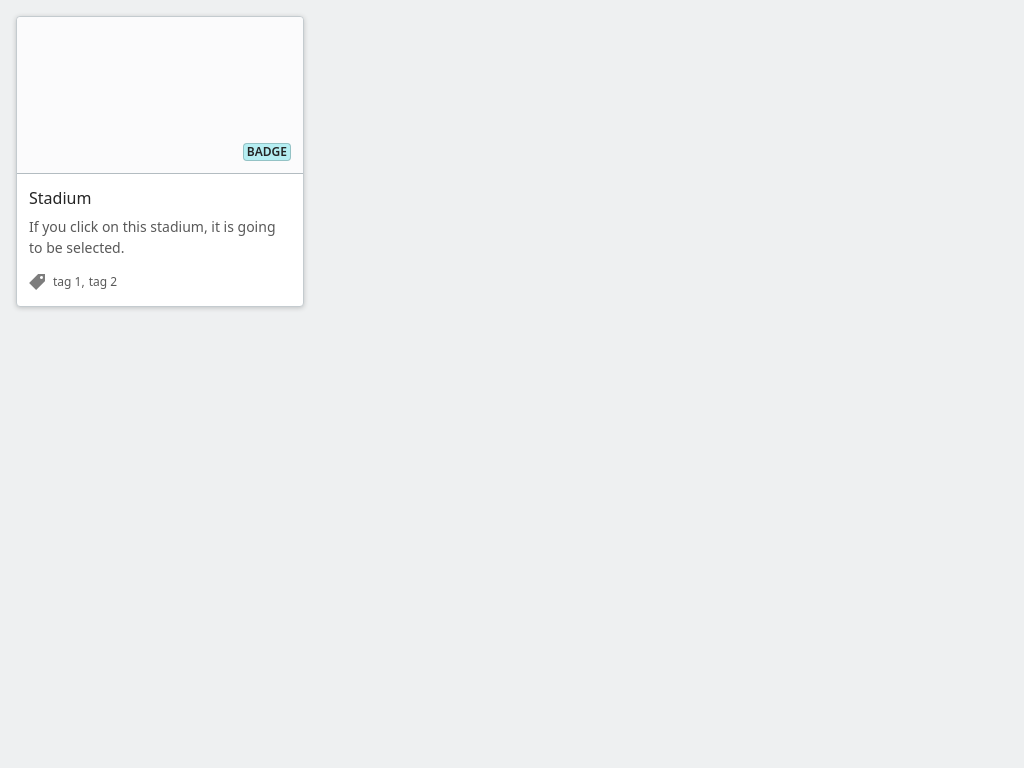 BADGE
Stadium
If you click on this stadium, it is going
to be selected.
tag 1, tag 2